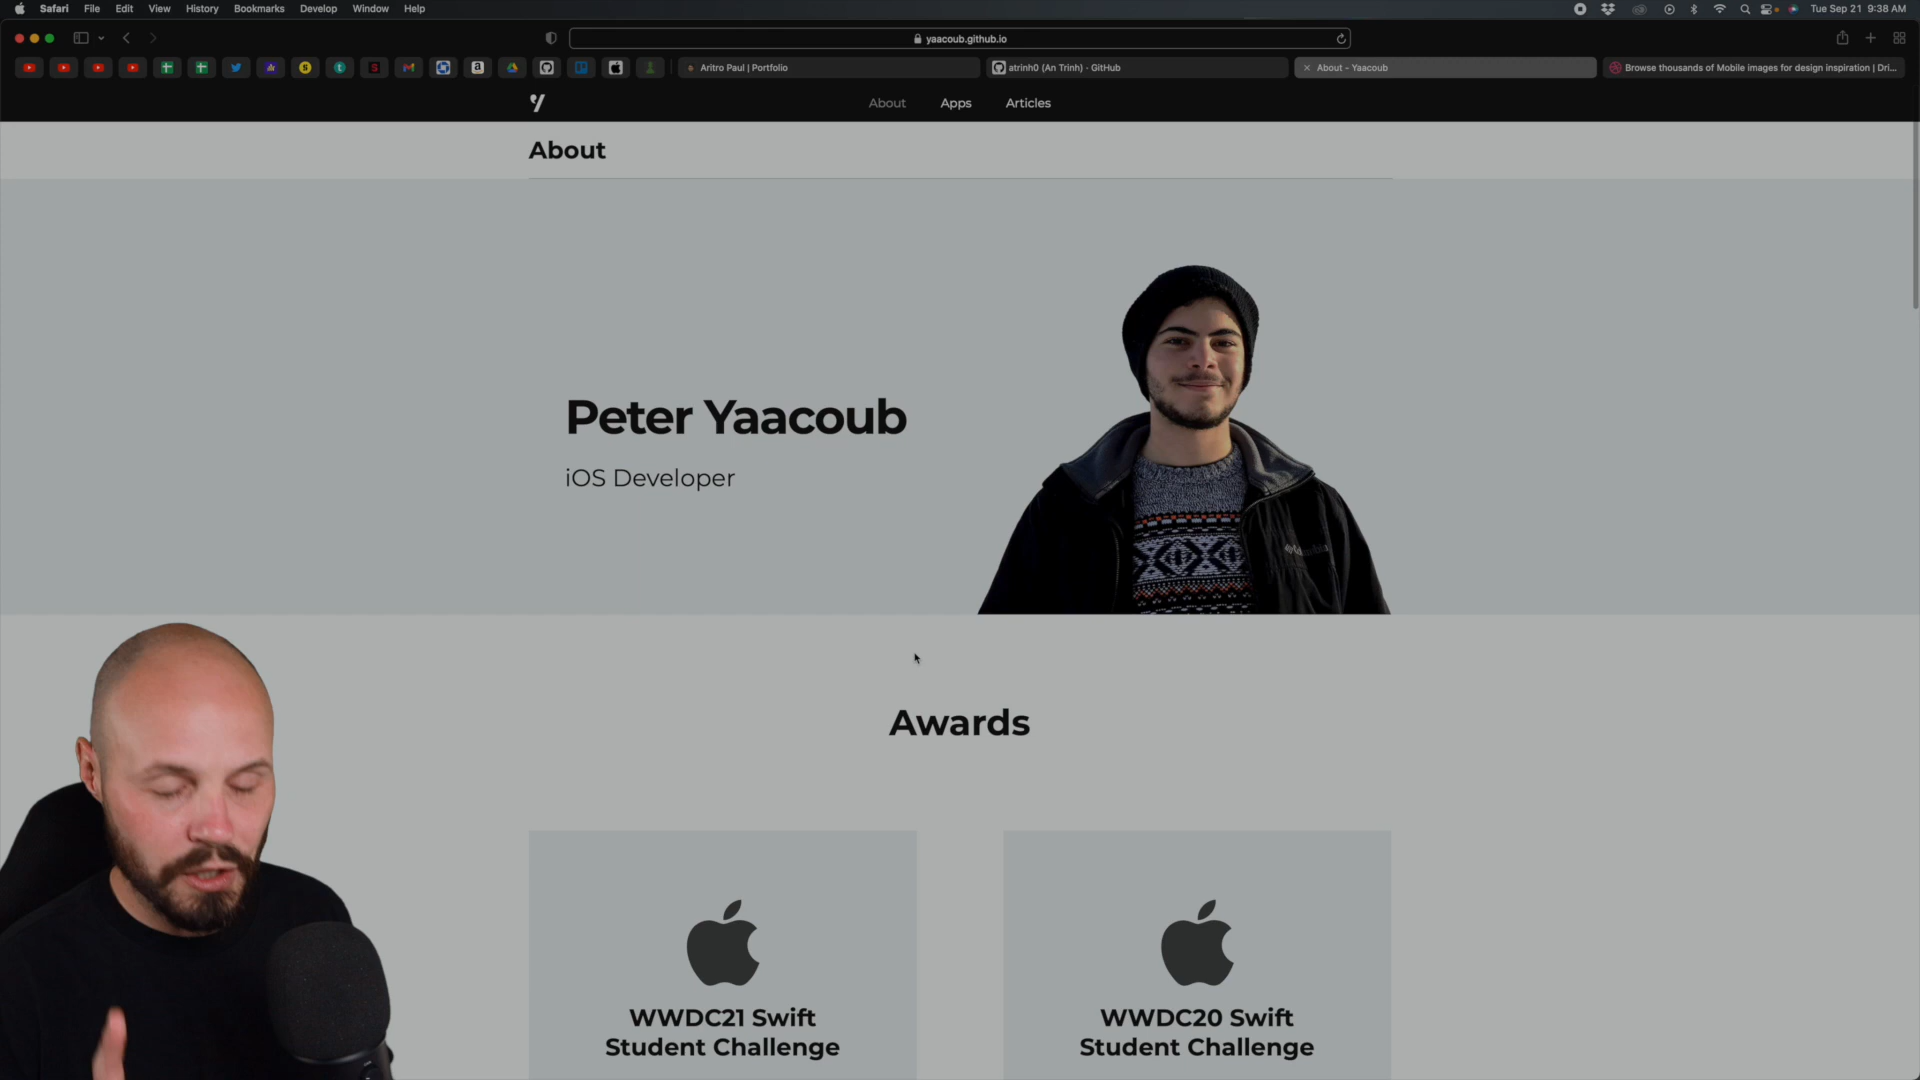 Safari File Edit View History Bookmarks Develop Window Help Tue Sep 21 9:38 AM
yaacoub.github.io
Aritro Paul | Portfolio
atrinh0 (An Trinh) · GitHub
About - Yaacoub
Browse thousands of Mobile images for design inspiration | Dri...
y About Apps Articles
About
Peter Yaacoub
iOS Developer
Columbia
Awards
WWDC21 Swift
Student Challenge
WWDC20 Swift
Student Challenge